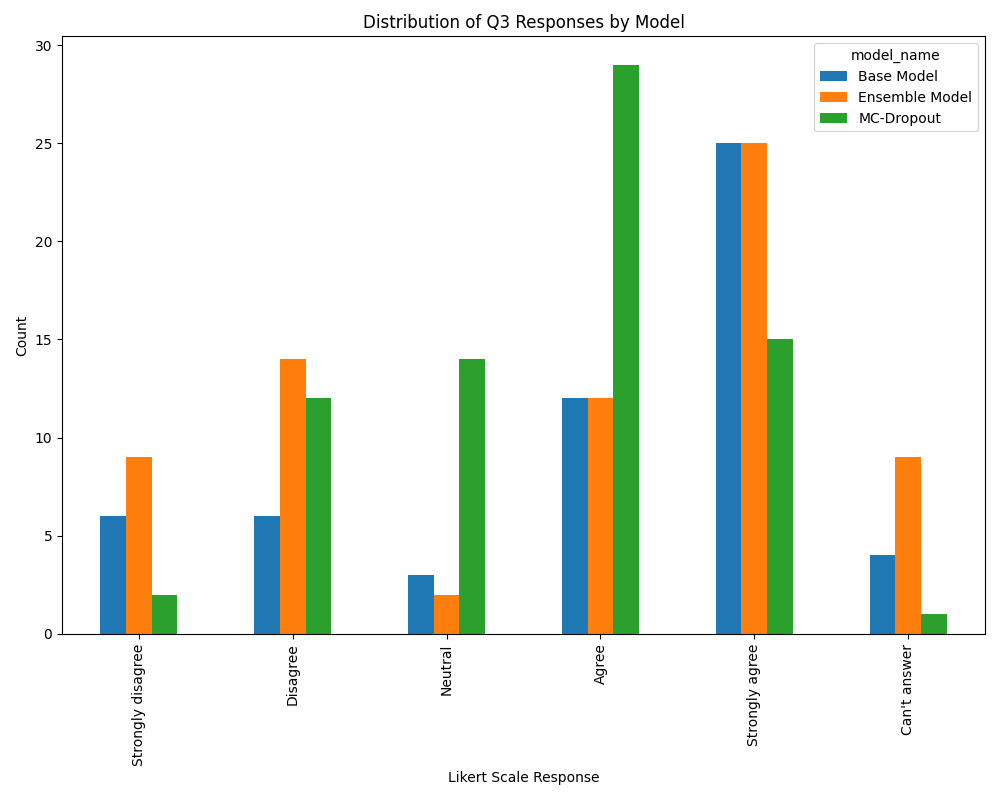 Distribution of Q3 Responses by Model
model_name
Base Model
Ensemble Model
MC-Dropout
Count
30
25
20
15
10
5
0
Strongly disagree
Disagree
Neutral
Agree
Strongly agree
Can't answer
Likert Scale Response